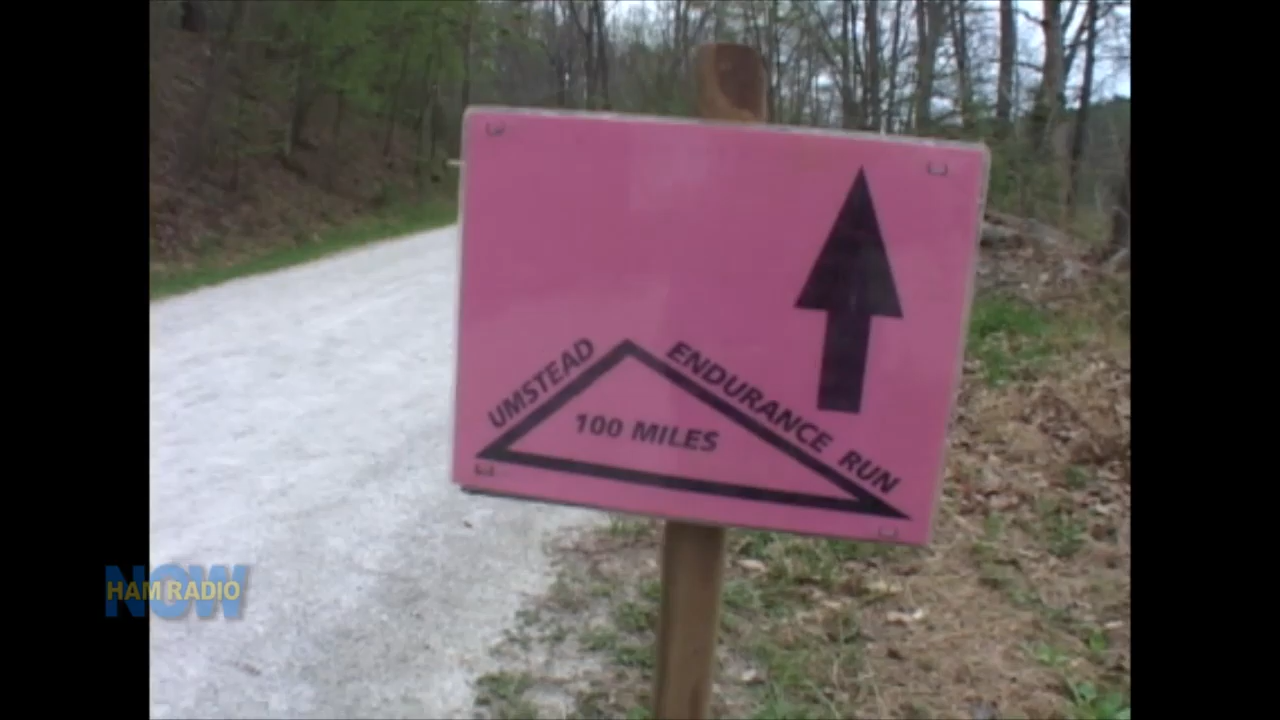 UMSTEAD
ENDURANCE RUN
100 MILES
HAM RADIO
NOW